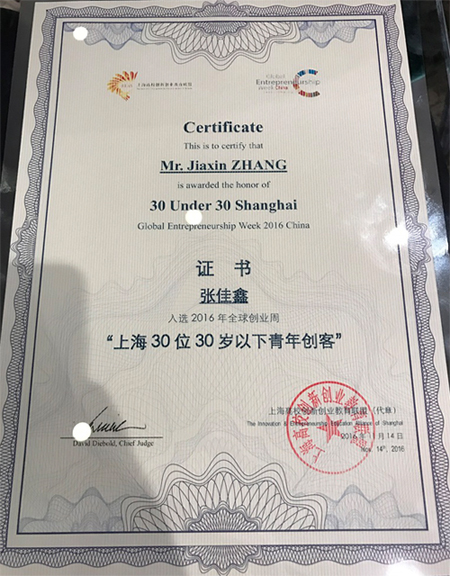 Global
Entrepreneurship
Week China
Certificate
This is to certify that
Mr. Jiaxin ZHANG
is awarded the honor of
30 Under 30 Shanghai
Global Entrepreneurship Week 2016 China
证 书
张佳鑫
入选 2016 年全球创业周
“上海 30 位 30 岁以下青年创客”
上海高校创新创业教育联盟（代章）
The Innovation & Entrepreneurship Education Alliance of Shanghai
2016 年 月 14 日
Nov. 14th, 2016
David Diebold, Chief Judge